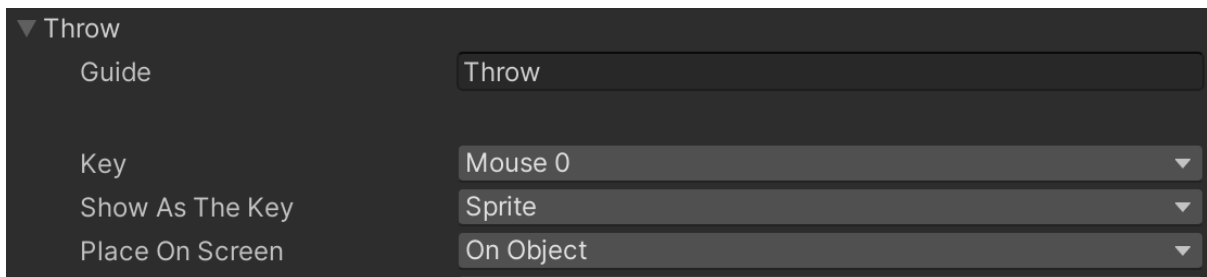 Throw
Guide Throw
Key Mouse 0
Show As The Key Sprite
Place On Screen On Object